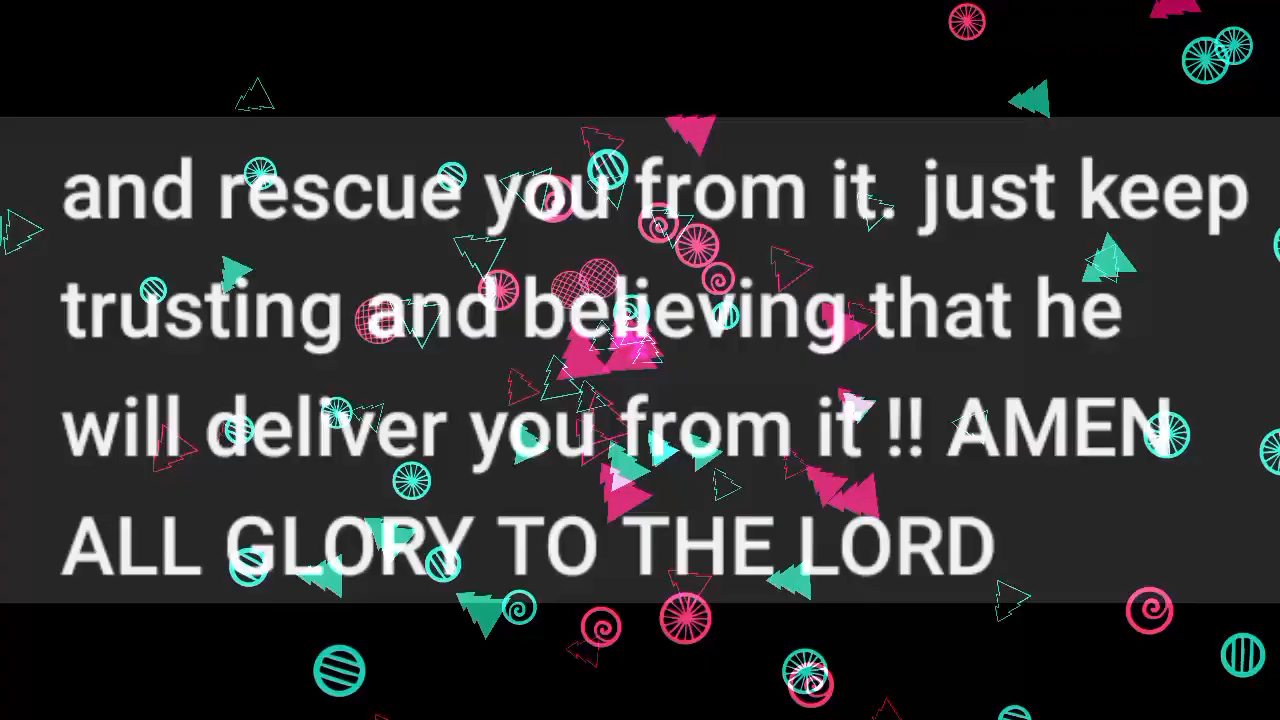 and rescue you from it. just keep
trusting and believing that he
will deliver you from it !! AMEN
ALL GLORY TO THE LORD